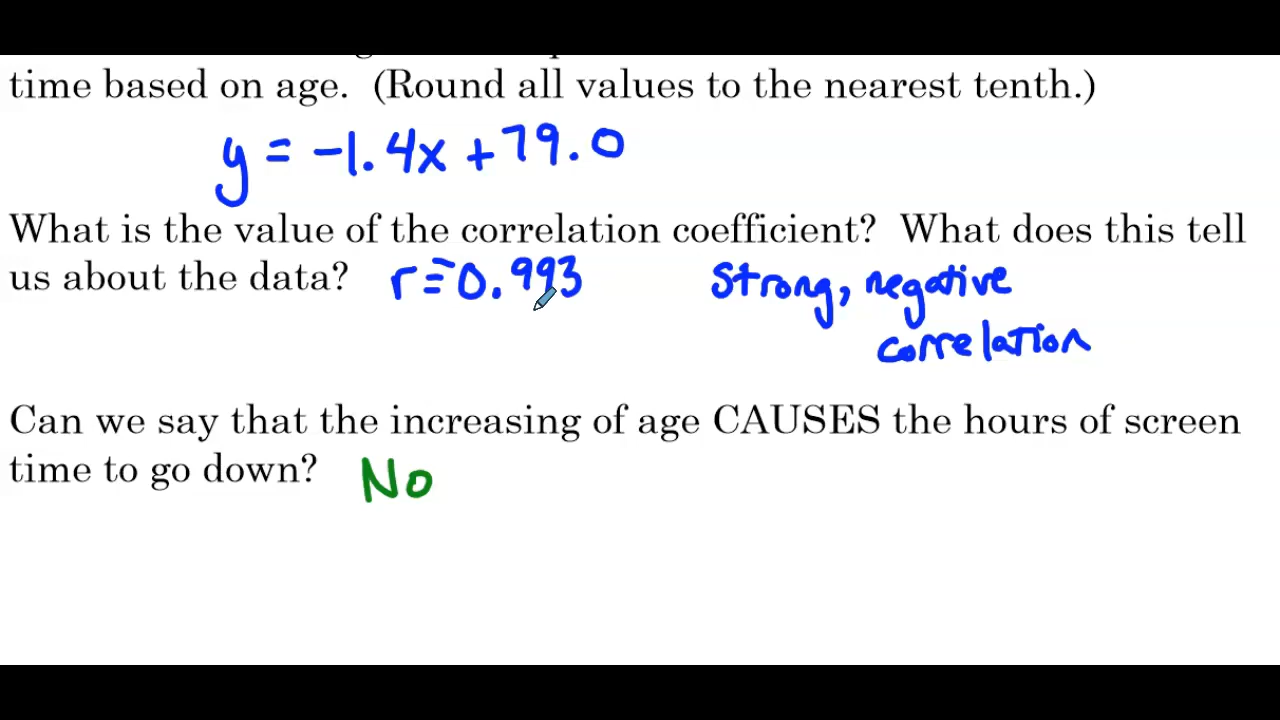 time based on age. (Round all values to the nearest tenth.)
y = -1.4x + 79.0
What is the value of the correlation coefficient? What does this tell
us about the data? r = -0.993 Strong, negative
correlation
Can we say that the increasing of age CAUSES the hours of screen
time to go down? No